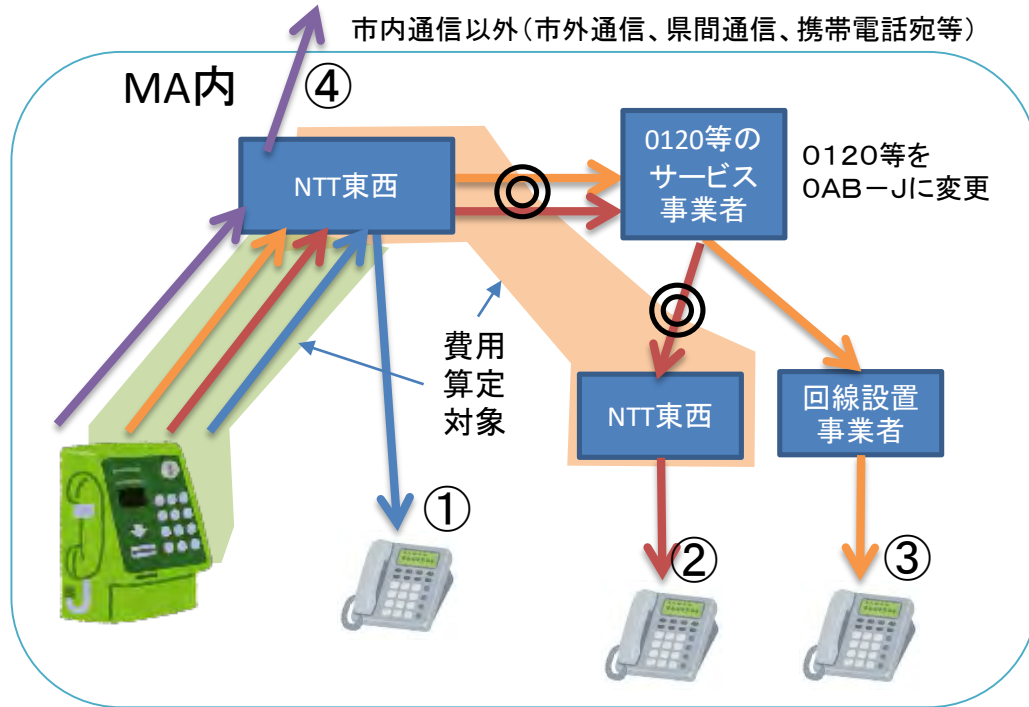 市内通信以外（市外通信、県間通信、携帯電話宛等）
MA内
④
NTT東西
0120等の
サービス
事業者
０１２０等を
０AB－Jに変更
費用
算定
対象
NTT東西
回線設置
事業者
①
②
③